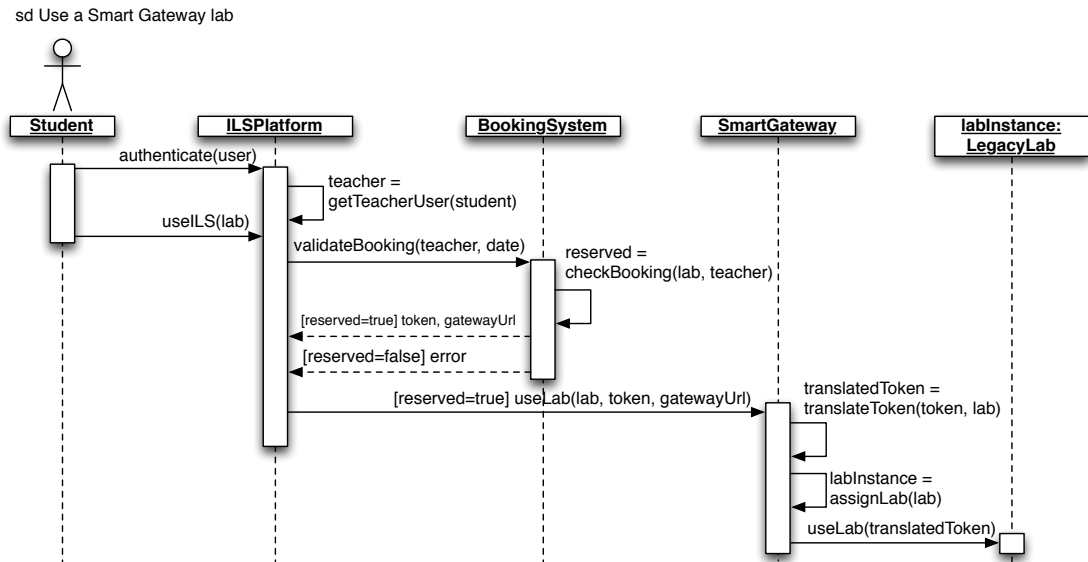 sd Use a Smart Gateway lab
Student
ILSPlatform
BookingSystem
SmartGateway
labInstance:
LegacyLab
authenticate(user)
teacher =
getTeacherUser(student)
useILS(lab)
validateBooking(teacher, date)
reserved =
checkBooking(lab, teacher)
[reserved=true] token, gatewayUrl
[reserved=false] error
[reserved=true] useLab(lab, token, gatewayUrl)
translatedToken =
translateToken(token, lab)
labInstance =
assignLab(lab)
useLab(translatedToken)